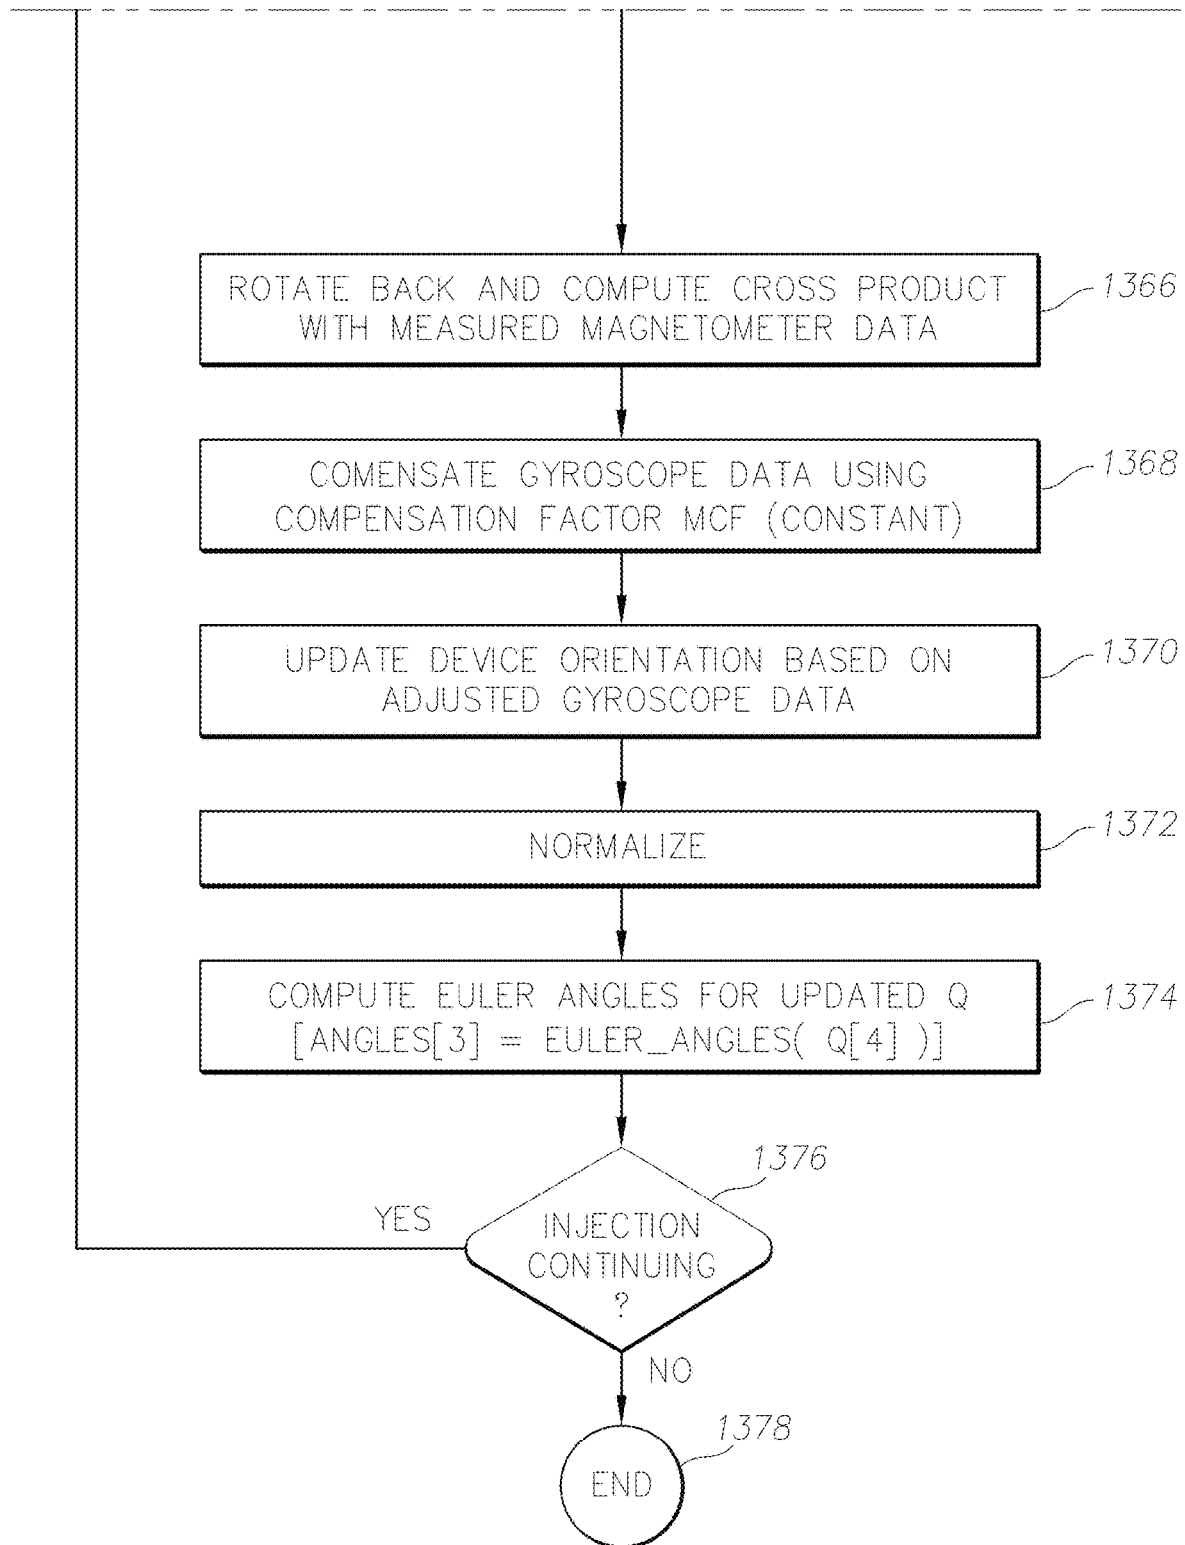 ROTATE BACK AND COMPUTE CROSS PRODUCT
WITH MEASURED MAGNETOMETER DATA
1366
COMENSATE GYROSCOPE DATA USING
COMPENSATION FACTOR MCF (CONSTANT)
1368
UPDATE DEVICE ORIENTATION BASED ON
ADJUSTED GYROSCOPE DATA
1370
NORMALIZE
1372
COMPUTE EULER ANGLES FOR UPDATED Q
[ANGLES[3] = EULER_ANGLES( Q[4] )]
1374
1376
YES
INJECTION
CONTINUING
?
NO
1378
END